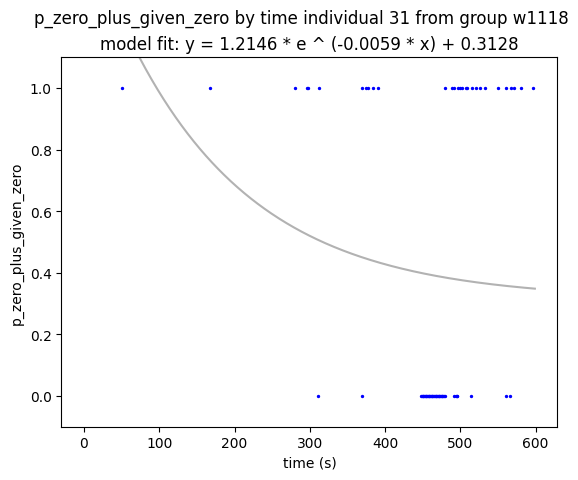 p_zero_plus_given_zero by time individual 31 from group w1118
model fit: y = 1.2146 * e ^ (-0.0059 * x) + 0.3128
1.0
0.8
0.6
0.4
0.2
0.0
p_zero_plus_given_zero
0 100 200 300 400 500 600
time (s)